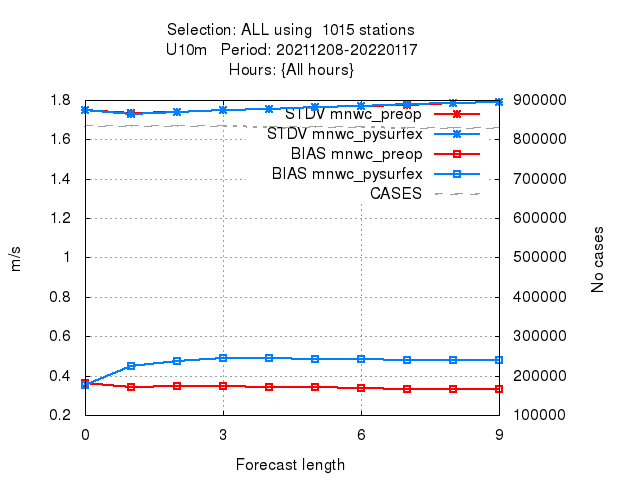 Selection: ALL using  1015 stations
U10m   Period: 20211208-20220117
Hours: {All hours}
1.8 900000
STDV mnwc_preop
1.6 STDV mnwc_pysurfex 800000
BIAS mnwc_preop
1.4 BIAS mnwc_pysurfex 700000
CASES
1.2 600000
1 500000
m/s No cases
0.8 400000
0.6 300000
0.4 200000
0.2 100000
0 3 6 9
Forecast length